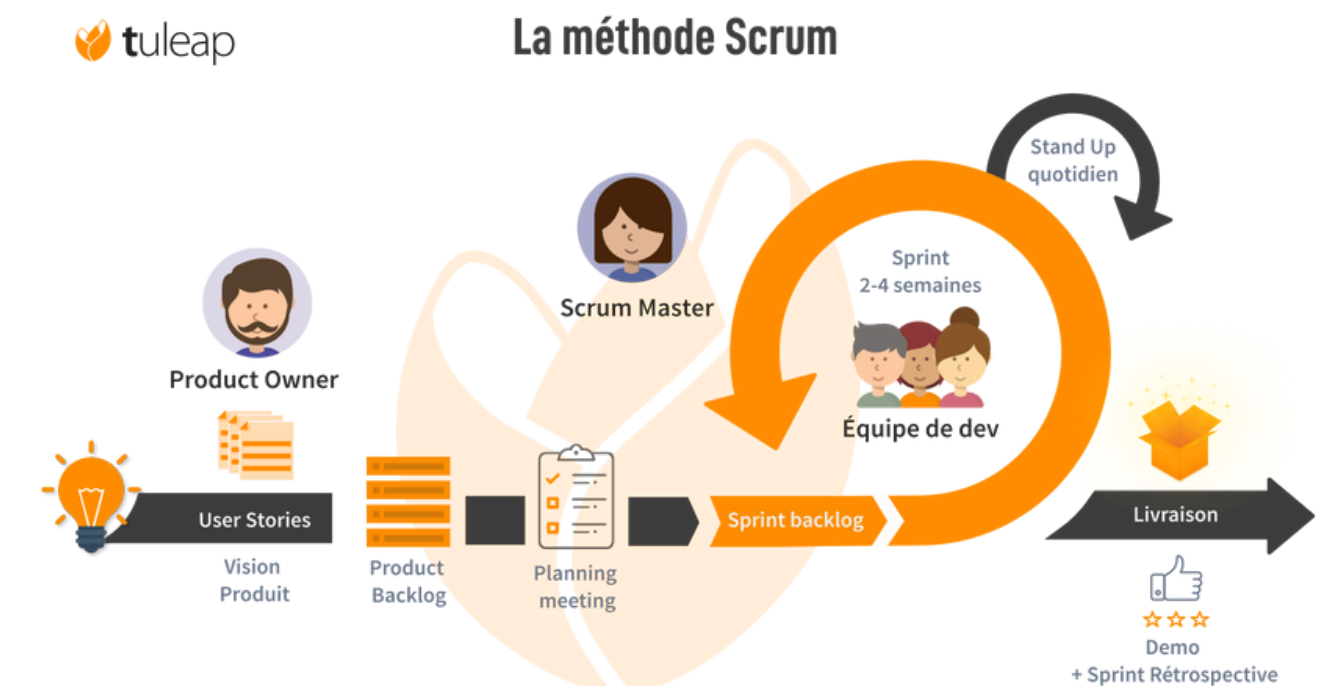 tuleap
La méthode Scrum
Stand Up
quotidien
Sprint
2-4 semaines
Scrum Master
Product Owner
Équipe de dev
User Stories
Sprint backlog
Livraison
Vision
Produit
Product
Backlog
Planning
meeting
Demo
+ Sprint Rétrospective